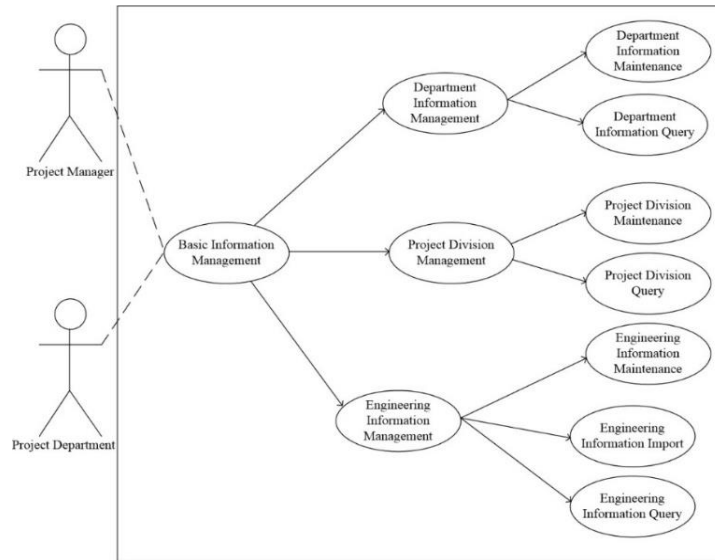 Project Manager
Project Department
Basic Information
Management
Department
Information
Management
Project Division
Management
Engineering
Information
Management
Department
Information
Maintenance
Department
Information Query
Project Division
Maintenance
Project Division
Query
Engineering
Information
Maintenance
Engineering
Information Import
Engineering
Information Query